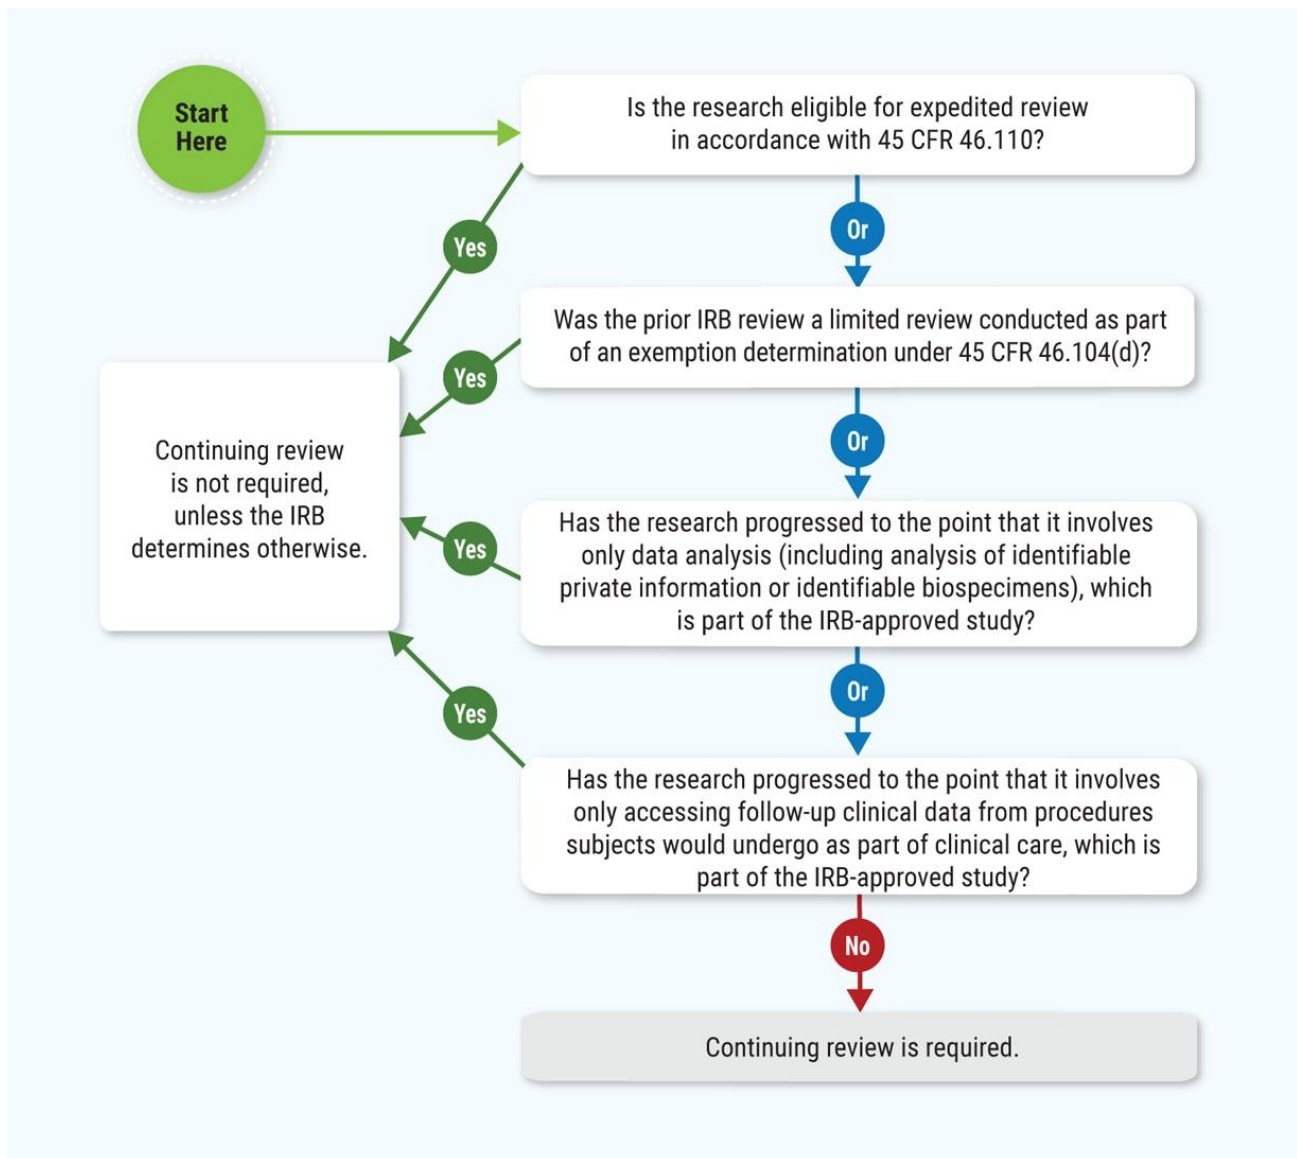 Start
Here
Is the research eligible for expedited review
in accordance with 45 CFR 46.110?
Yes
Or
Was the prior IRB review a limited review conducted as part
of an exemption determination under 45 CFR 46.104(d)?
Yes
Or
Continuing review
is not required,
unless the IRB
determines otherwise.
Has the research progressed to the point that it involves
only data analysis (including analysis of identifiable
private information or identifiable biospecimens), which
is part of the IRB-approved study?
Yes
Or
Yes
Has the research progressed to the point that it involves
only accessing follow-up clinical data from procedures
subjects would undergo as part of clinical care, which is
part of the IRB-approved study?
No
Continuing review is required.